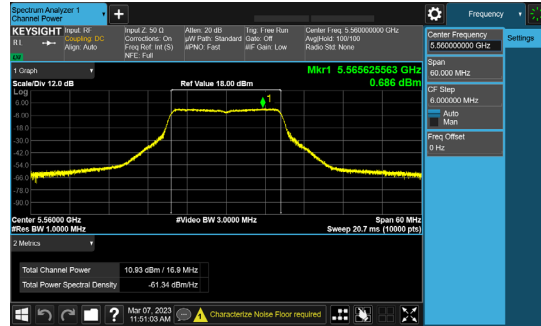 Spectrum Analyzer 1
Channel Power
KEYSIGHT
Input: RF
Coupling: DC
Align: Auto
Input Z: 50 Ω
Corrections: On
Freq Ref: Int (S)
NFE: Full
Atten: 20 dB
µW Path: Standard
#PNO: Fast
Trig: Free Run
Gate: Off
#IF Gain: Low
Center Freq: 5.560000000 GHz
Avg|Hold: 100/100
Radio Std: None
1 Graph
Scale/Div 12.0 dB
Ref Value 18.00 dBm
Mkr1 5.565625563 GHz
0.686 dBm
Log
6.00
-6.00
-18.0
-30.0
-42.0
-54.0
-66.0
-78.0
-90.0
1
Center 5.56000 GHz
#Res BW 1.0000 MHz
#Video BW 3.0000 MHz
Span 60 MHz
Sweep 20.7 ms (10000 pts)
2 Metrics
Total Channel Power 10.93 dBm / 16.9 MHz
Total Power Spectral Density -61.34 dBm/Hz
Mar 07, 2023
11:51:03 AM
Characterize Noise Floor required
Frequency
Settings
Center Frequency
5.560000000 GHz
Span
60.000 MHz
CF Step
6.000000 MHz
Auto
Man
Freq Offset
0 Hz